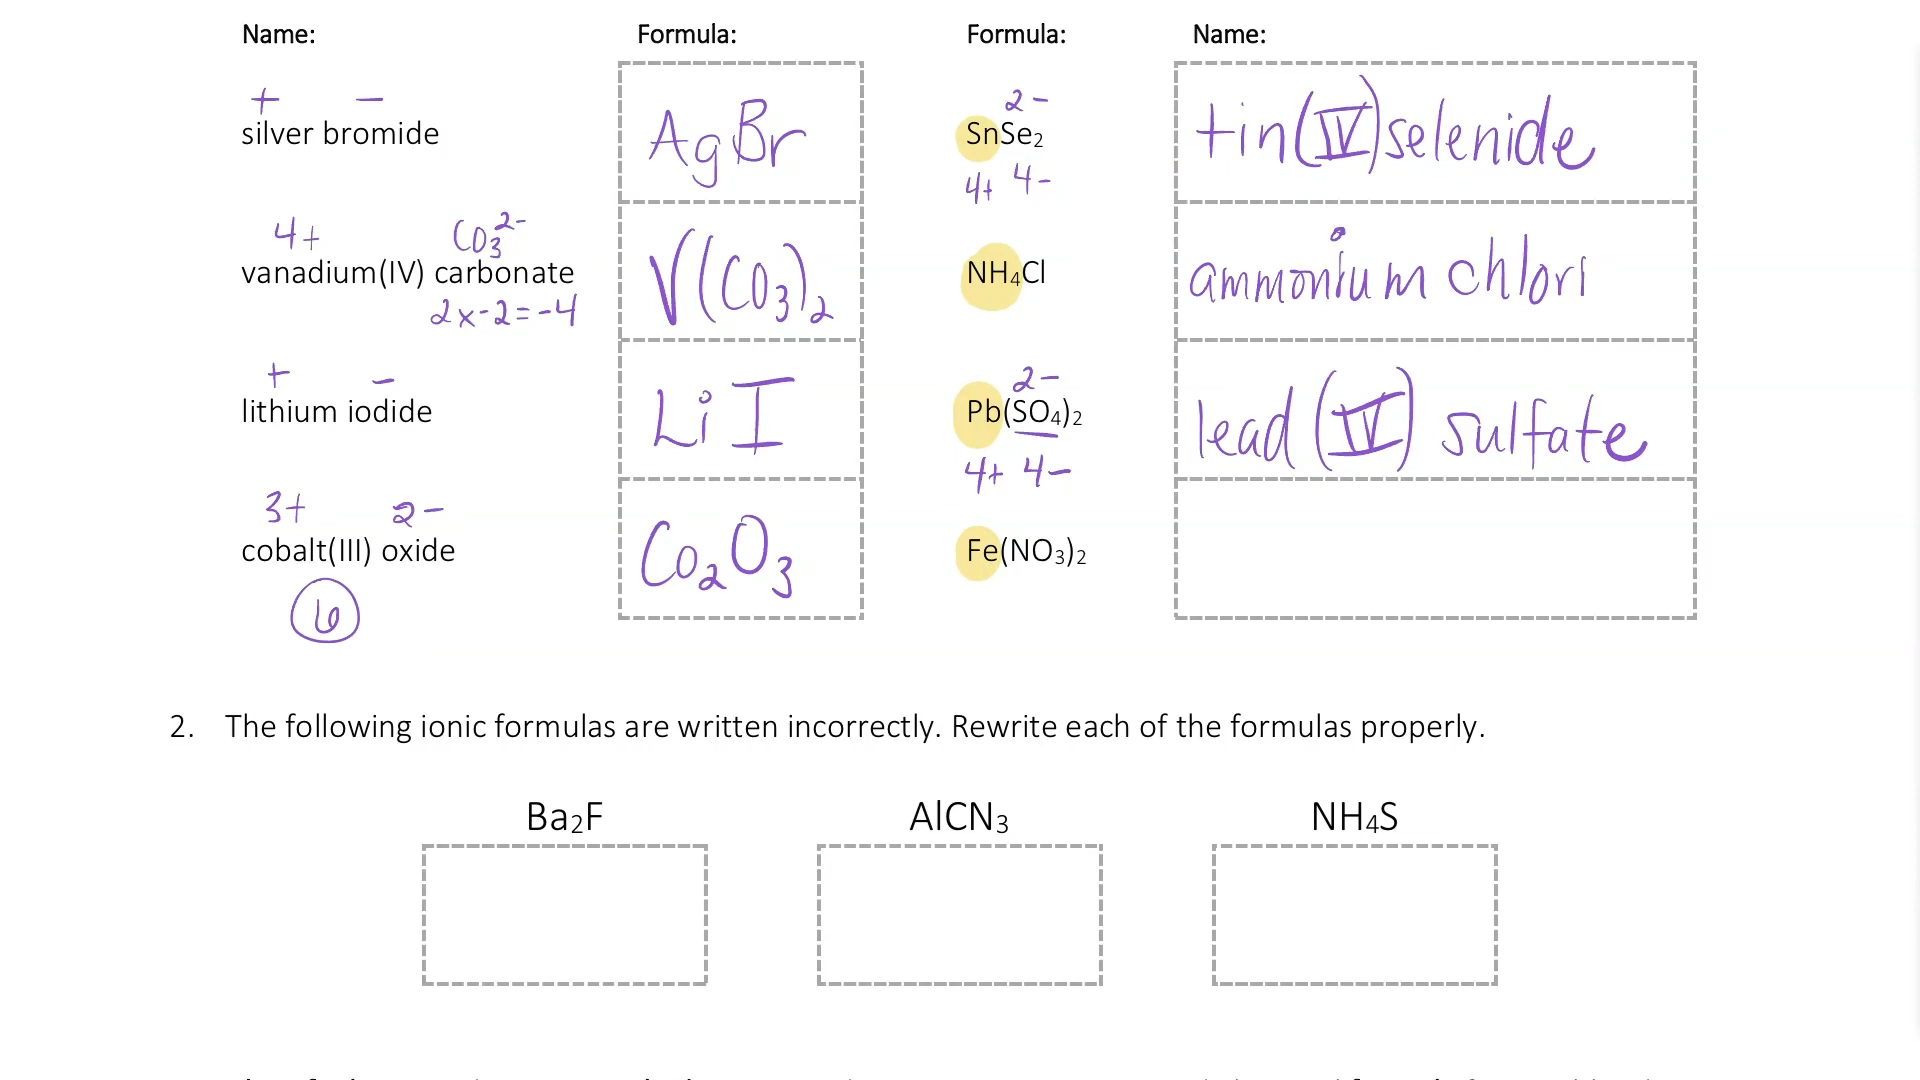 Name: Formula: Formula: Name:
+ − 2−
silver bromide AgBr SnSe₂ tin(IV)selenide
4+ 4−
4+ CO₃²⁻
vanadium(IV) carbonate V(CO₃)₂ NH₄Cl ammonium chlori
2x-2=-4
+ − 2−
lithium iodide LiI Pb(SO₄)₂ lead (IV) sulfate
4+ 4−
3+ 2−
cobalt(III) oxide Co₂O₃ Fe(NO₃)₂
6
2. The following ionic formulas are written incorrectly. Rewrite each of the formulas properly.
Ba₂F AlCN₃ NH₄S